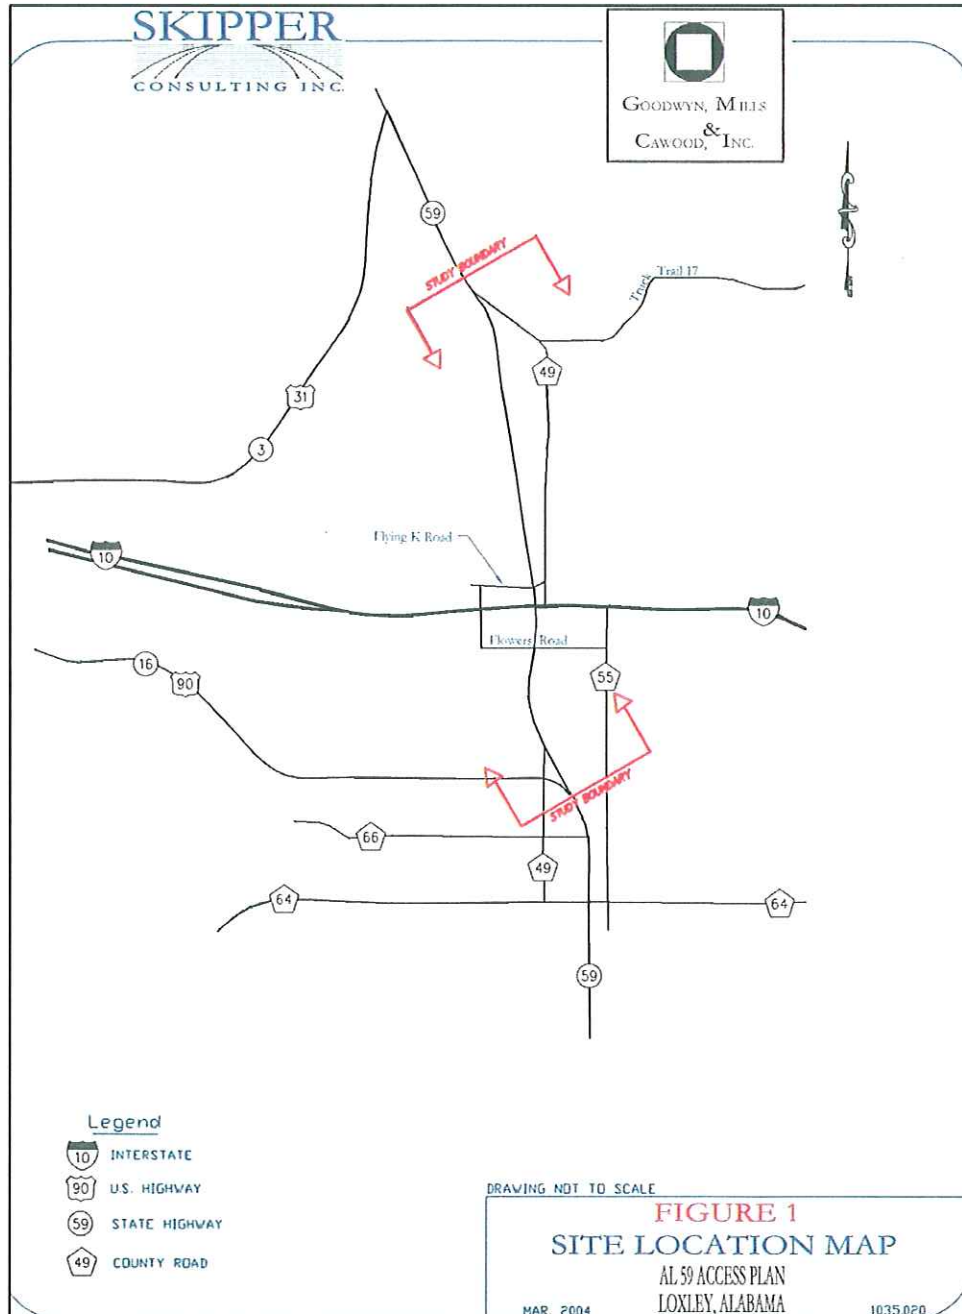 SKIPPER
CONSULTING INC.
GOODWYN, MILLS
&
CAWOOD, INC.
59
STUDY BOUNDARY
Truck Trail 17
49
31
3
Flying K Road
10
10
Flowers Road
16
90
55
STUDY BOUNDARY
66
49
64
64
59
Legend
10 INTERSTATE
90 U.S. HIGHWAY
59 STATE HIGHWAY
49 COUNTY ROAD
DRAWING NOT TO SCALE
FIGURE 1
SITE LOCATION MAP
AL 59 ACCESS PLAN
LOXLEY, ALABAMA
MAR. 2004
1035.020